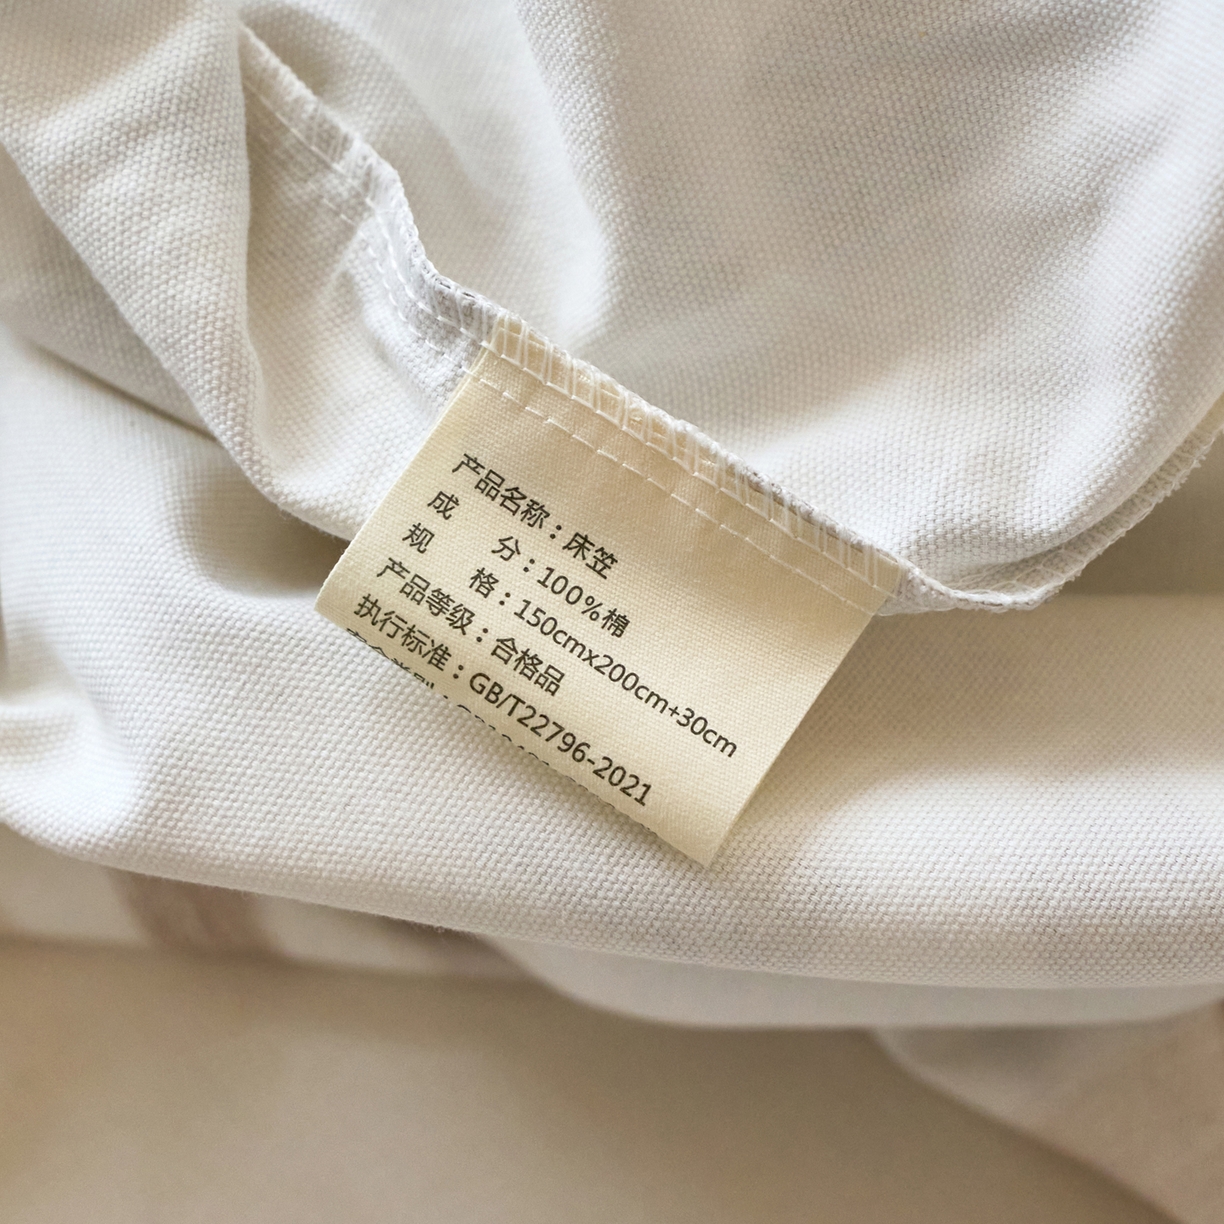 产品名称：床笠
成 分：100%棉
规 格：150cmx200cm+30cm
产品等级：合格品
执行标准：GB/T22796-2021